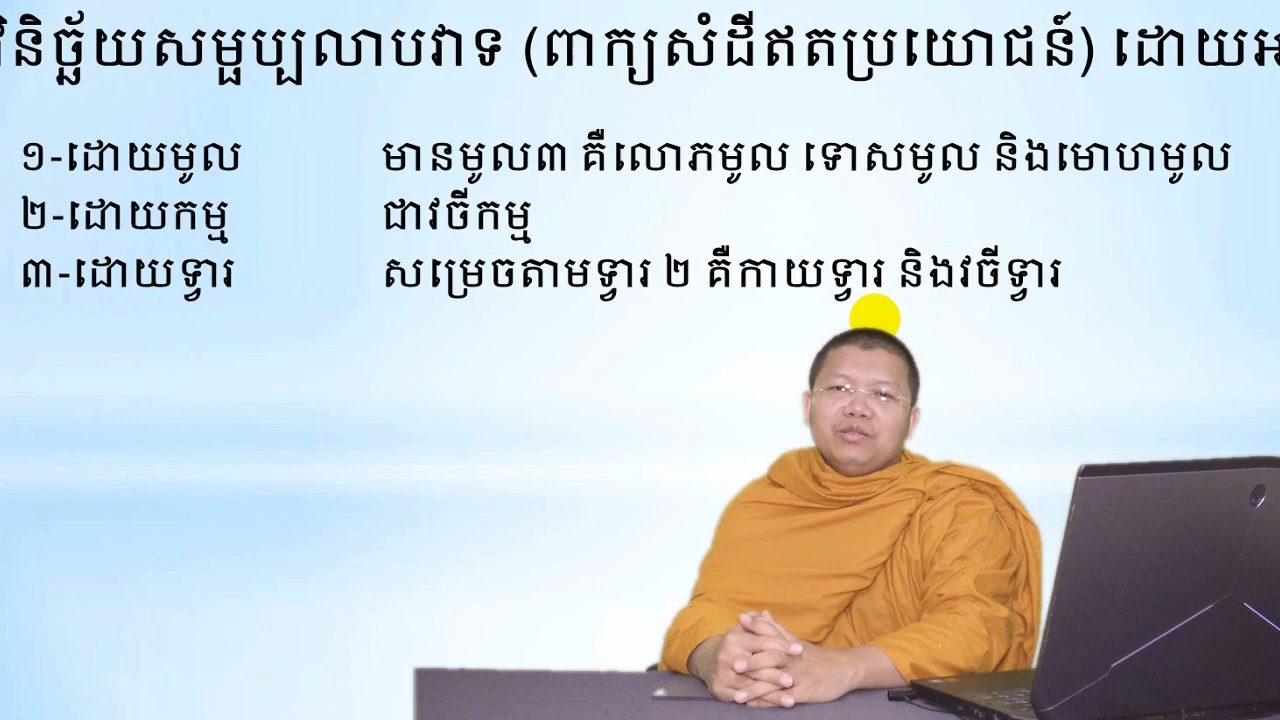 វិនិច្ឆ័យសម្ផប្បលាបវាទ (ពាក្យសំដីឥតប្រយោជន៍) ដោយអ
១-ដោយមូល មានមូល៣ គឺលោភមូល ទោសមូល និងមោហមូល
២-ដោយកម្ម ជាវចីកម្ម
៣-ដោយទ្វារ សម្រេចតាមទ្វារ ២ គឺកាយទ្វារ និងវចីទ្វារ